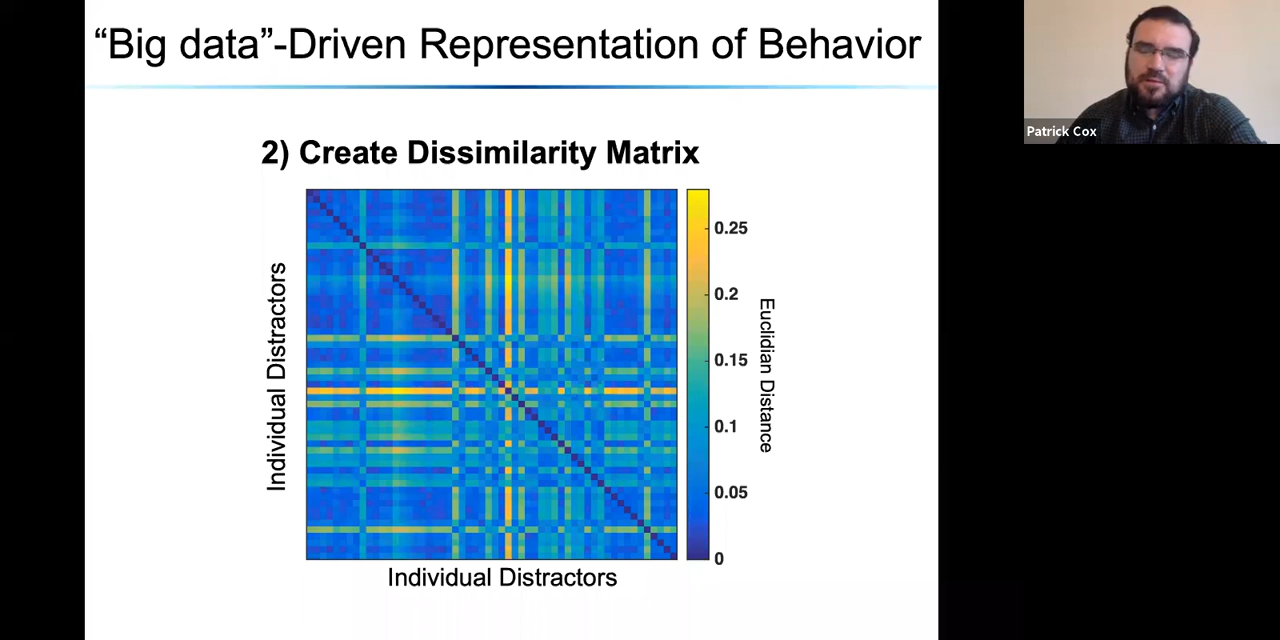 “Big data”-Driven Representation of Behavior
Patrick Cox
2) Create Dissimilarity Matrix
Individual Distractors
0.25
0.2
0.15
0.1
0.05
0
Euclidian Distance
Individual Distractors